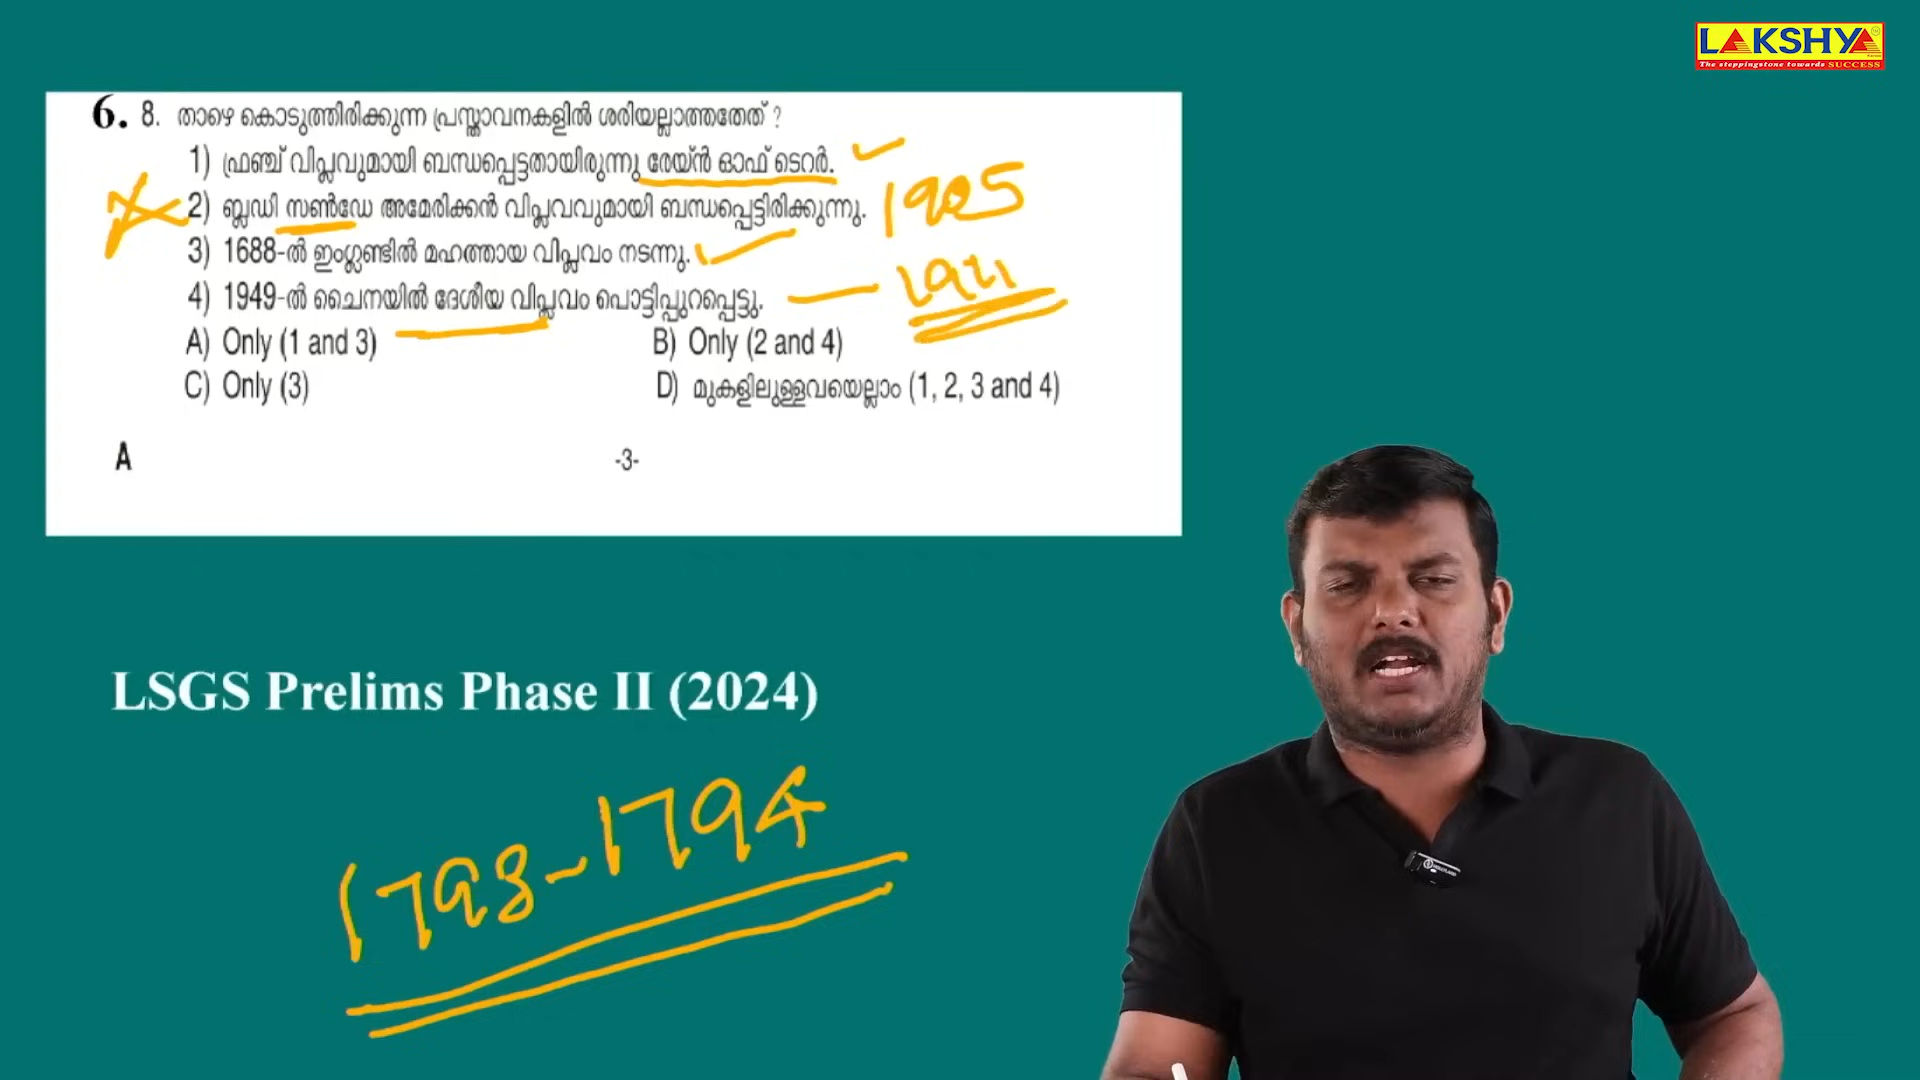 LAKSHYA
The steppingstone towards SUCCESS
6. 8. താഴെ കൊടുത്തിരിക്കുന്ന പ്രസ്താവനകളിൽ ശരിയല്ലാത്തതേത് ?
1) ഫ്രഞ്ച് വിപ്ലവുമായി ബന്ധപ്പെട്ടതായിരുന്നു രേയ്ൻ ഓഫ് ടെറർ.
2) ബ്ലഡി സൺഡേ അമേരിക്കൻ വിപ്ലവവുമായി ബന്ധപ്പെട്ടിരിക്കുന്നു. 1905
3) 1688-ൽ ഇംഗ്ലണ്ടിൽ മഹത്തായ വിപ്ലവം നടന്നു.
4) 1949-ൽ ചൈനയിൽ ദേശീയ വിപ്ലവം പൊട്ടിപ്പുറപ്പെട്ടു. —
A) Only (1 and 3) B) Only (2 and 4)
C) Only (3) D) മുകളിലുള്ളവയെല്ലാം (1, 2, 3 and 4)
A -3-
LSGS Prelims Phase II (2024)
1793-1794